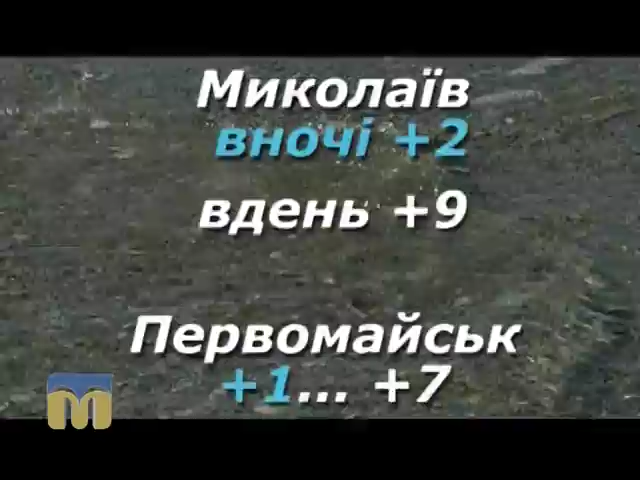 Миколаїв
вночі +2
вдень +9
Первомайськ
+1... +7
М